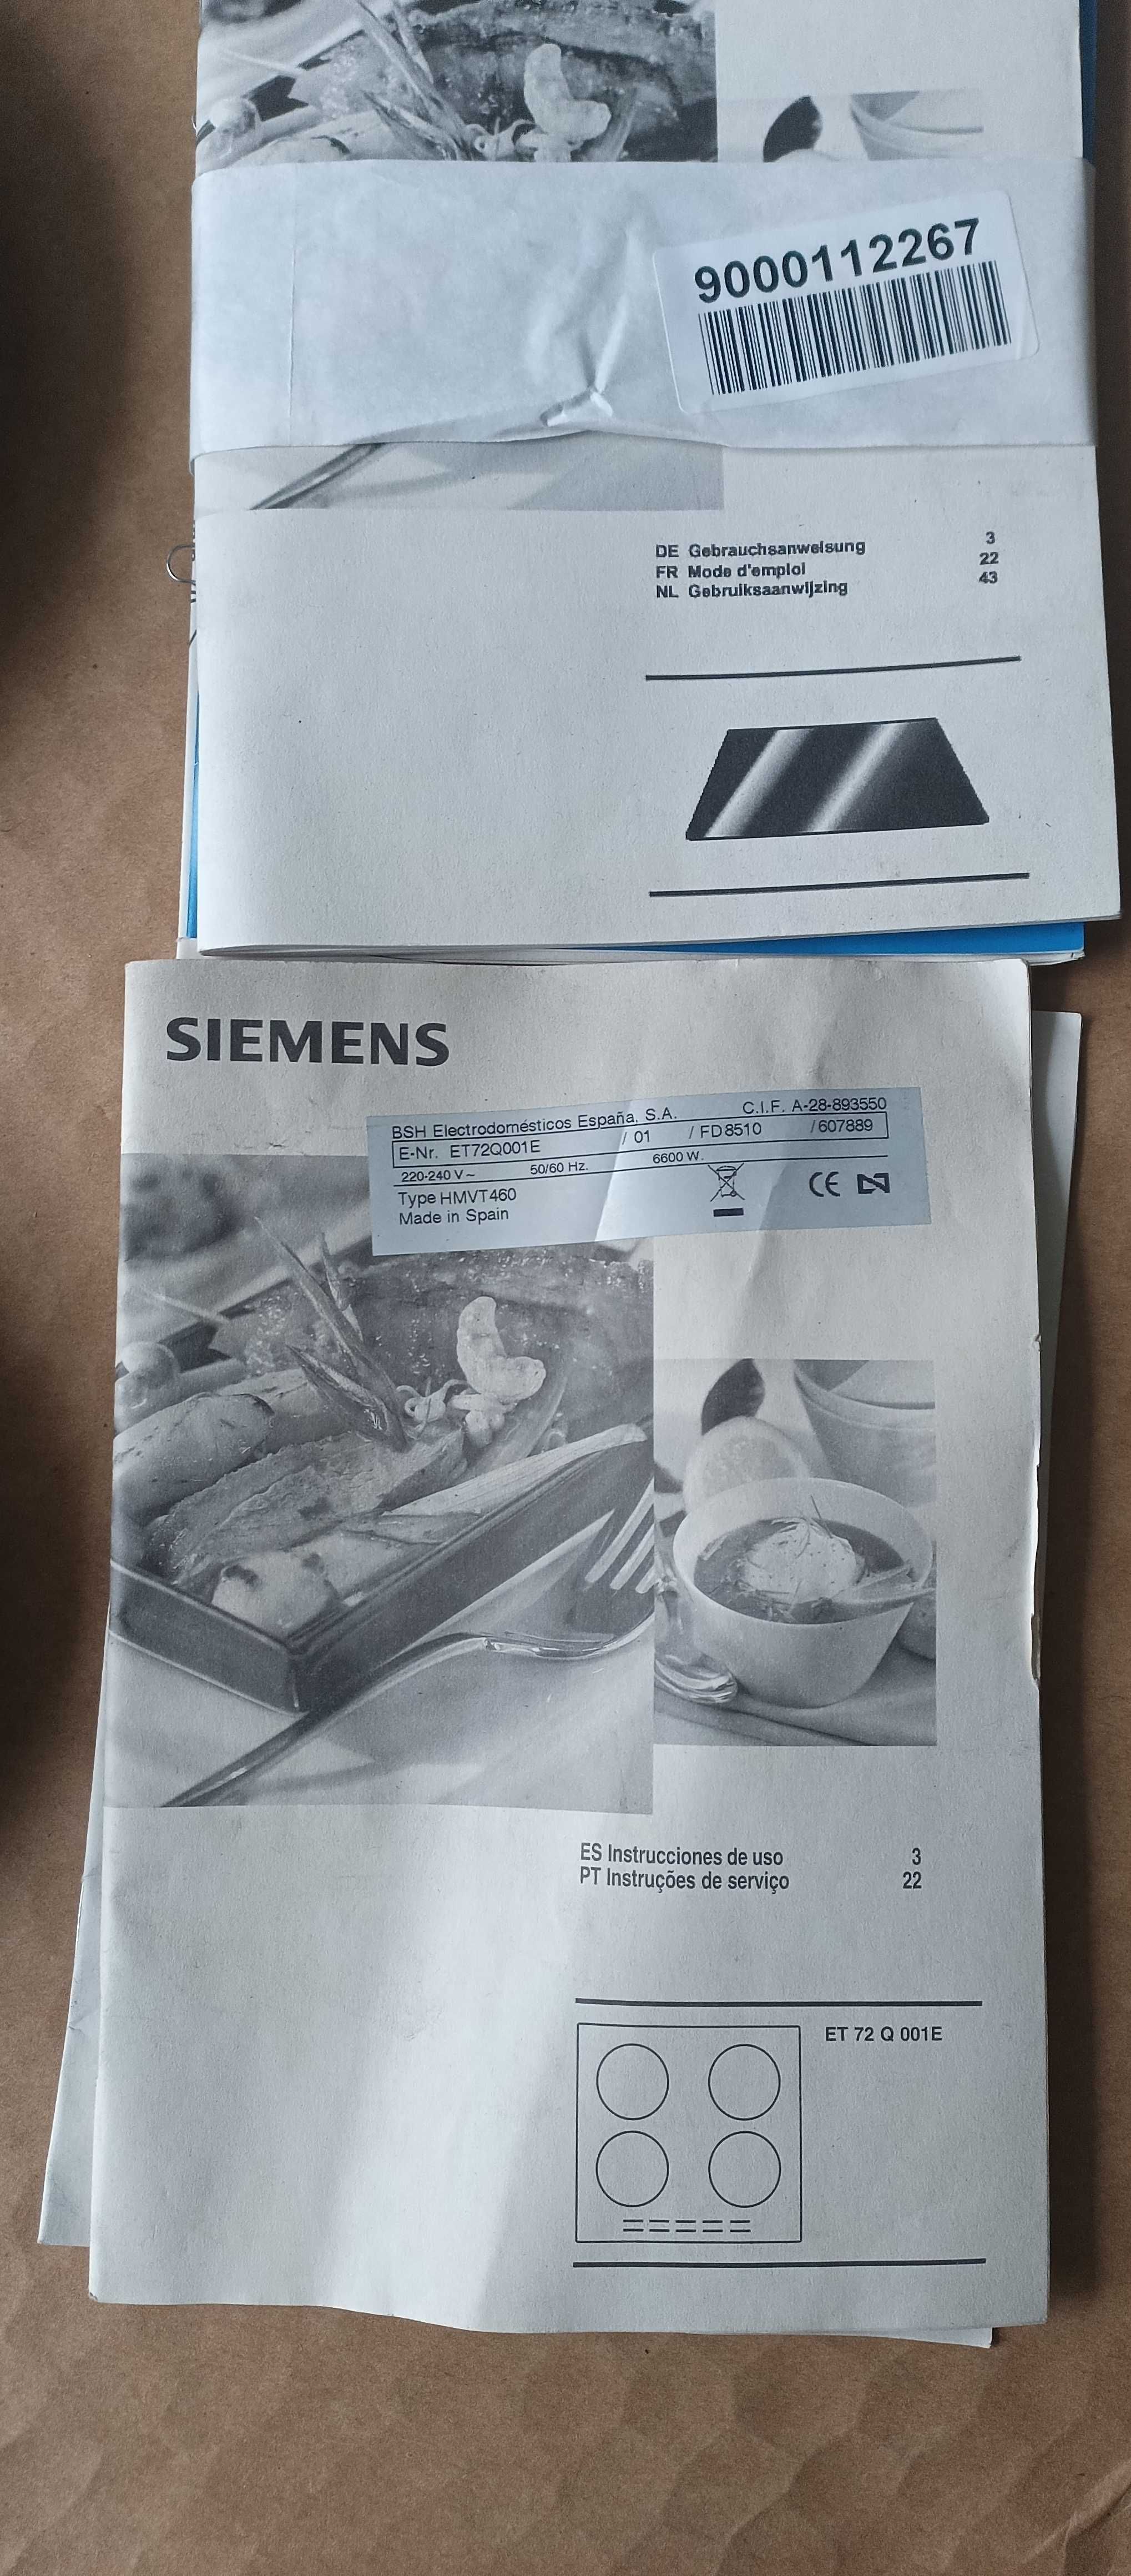 9000112267
DE Gebrauchsanweisung 3
FR Mode d'emploi 22
NL Gebruiksaanwijzing 43
SIEMENS
BSH Electrodomésticos España, S.A. C.I.F. A-28-893550
E-Nr. ET72Q001E / 01 / FD8510 / 607889
220-240 V~ 50/60 Hz. 6600 W.
Type HMVT460
Made in Spain
CE
ES Instrucciones de uso 3
PT Instruções de serviço 22
ET 72 Q 001E